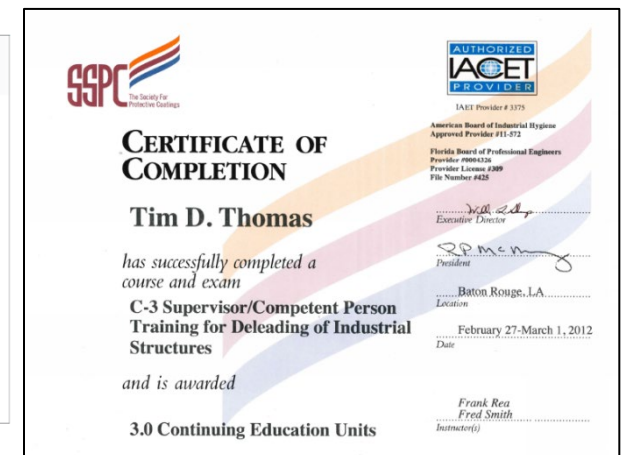 SSPC
The Society For
Protective Coatings
AUTHORIZED
IACET
PROVIDER
IAET Provider # 3375
American Board of Industrial Hygiene
Approved Provider #11-572
Florida Board of Professional Engineers
Provider #0004326
Provider License #309
File Number #425
CERTIFICATE OF
COMPLETION
Tim D. Thomas
has successfully completed a
course and exam
C-3 Supervisor/Competent Person
Training for Deleading of Industrial
Structures
and is awarded
3.0 Continuing Education Units
Executive Director
President
Baton Rouge, LA
Location
February 27-March 1, 2012
Date
Frank Rea
Fred Smith
Instructor(s)